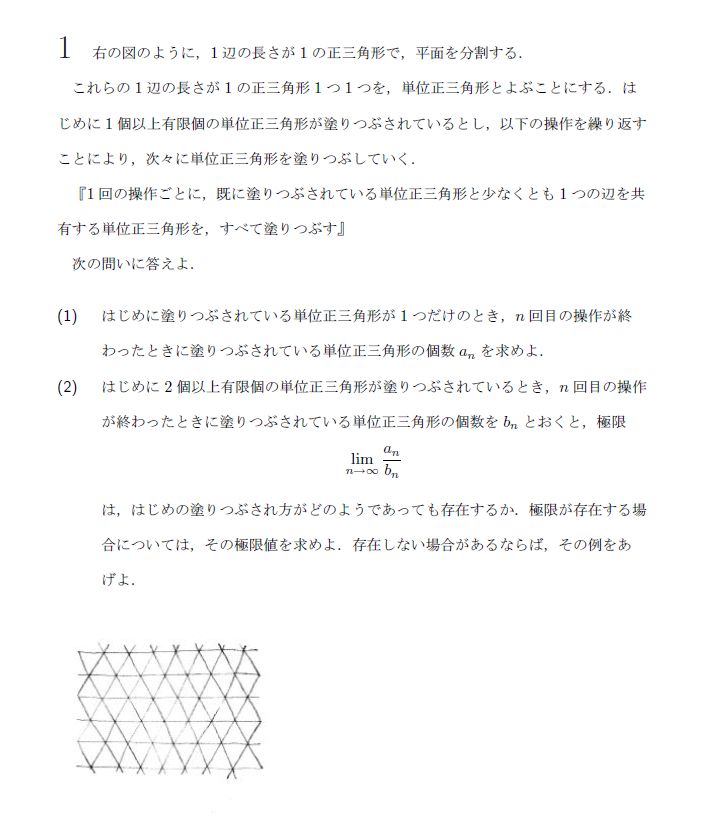 1 右の図のように，1 辺の長さが 1 の正三角形で，平面を分割する．
これらの 1 辺の長さが 1 の正三角形 1 つ 1 つを，単位正三角形とよぶことにする．は
じめに 1 個以上有限個の単位正三角形が塗りつぶされているとし，以下の操作を繰り返す
ことにより，次々に単位正三角形を塗りつぶしていく．
『1 回の操作ごとに，既に塗りつぶされている単位正三角形と少なくとも 1 つの辺を共
有する単位正三角形を，すべて塗りつぶす』
次の問いに答えよ．
(1) はじめに塗りつぶされている単位正三角形が 1 つだけのとき，n 回目の操作が終
わったときに塗りつぶされている単位正三角形の個数 a_n を求めよ．
(2) はじめに 2 個以上有限個の単位正三角形が塗りつぶされているとき，n 回目の操作
が終わったときに塗りつぶされている単位正三角形の個数を b_n とおくと，極限
lim_{n→∞} a_n/b_n
は，はじめの塗りつぶされ方がどのようであっても存在するか．極限が存在する場
合については，その極限値を求めよ．存在しない場合があるならば，その例をあ
げよ．